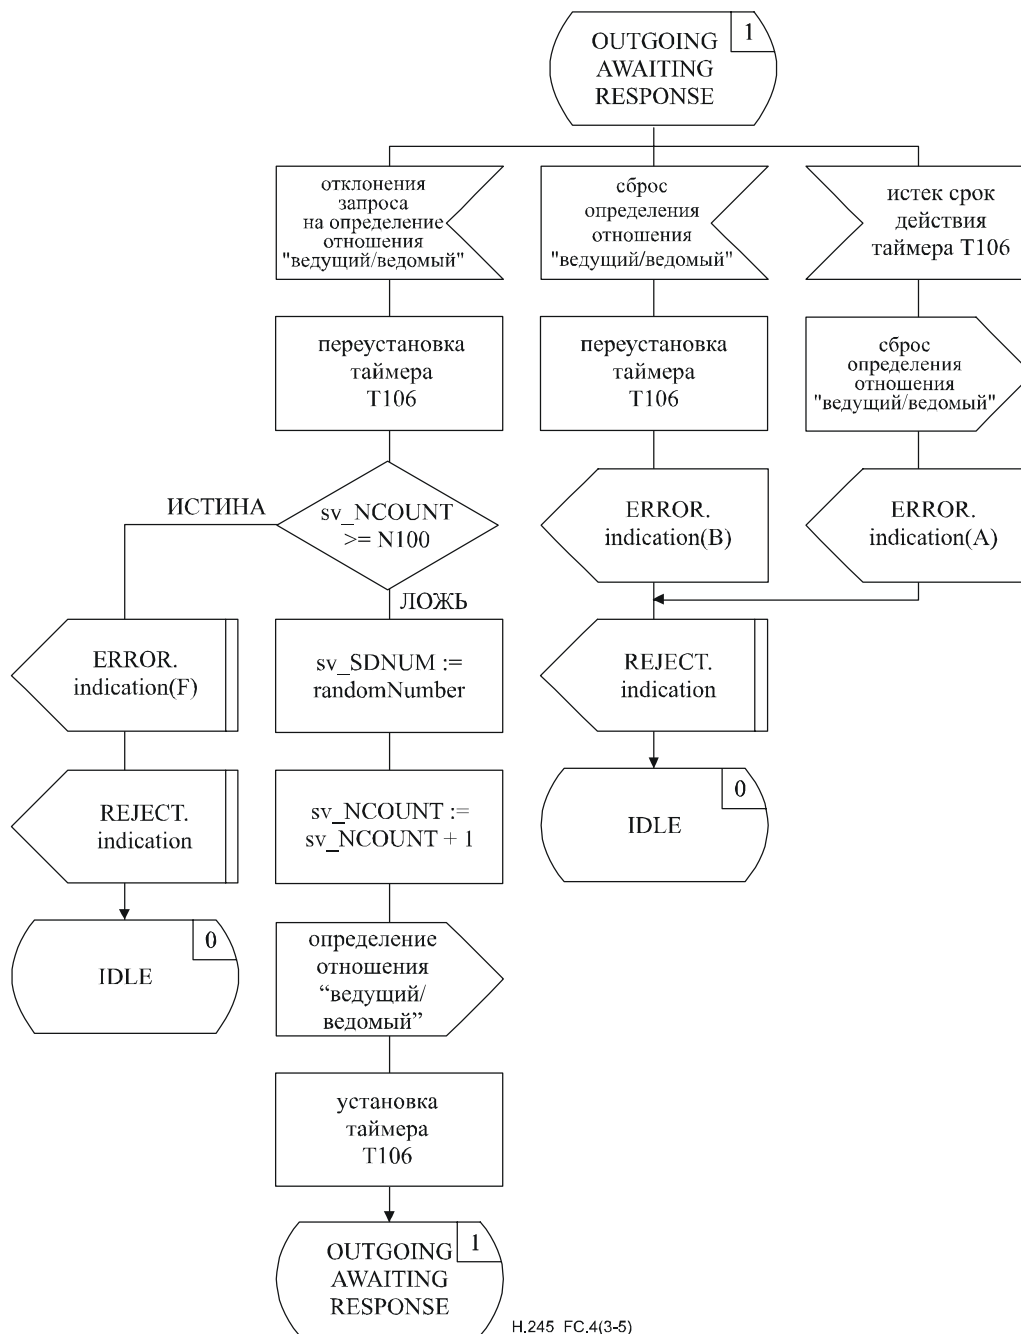 OUTGOING
AWAITING
RESPONSE
1
отклонения
запроса
на определение
отношения
"ведущий/ведомый"
сброс
определения
отношения
"ведущий/ведомый"
истек срок
действия
таймера T106
переустановка
таймера
T106
переустановка
таймера
T106
сброс
определения
отношения
"ведущий/ведомый"
ИСТИНА
sv_NCOUNT
>= N100
ЛОЖЬ
ERROR.
indication(B)
ERROR.
indication(A)
ERROR.
indication(F)
sv_SDNUM :=
randomNumber
REJECT.
indication
REJECT.
indication
sv_NCOUNT :=
sv_NCOUNT + 1
0
IDLE
0
IDLE
определение
отношения
“ведущий/
ведомый”
установка
таймера
T106
OUTGOING
AWAITING
RESPONSE
1
H.245_FC.4(3-5)